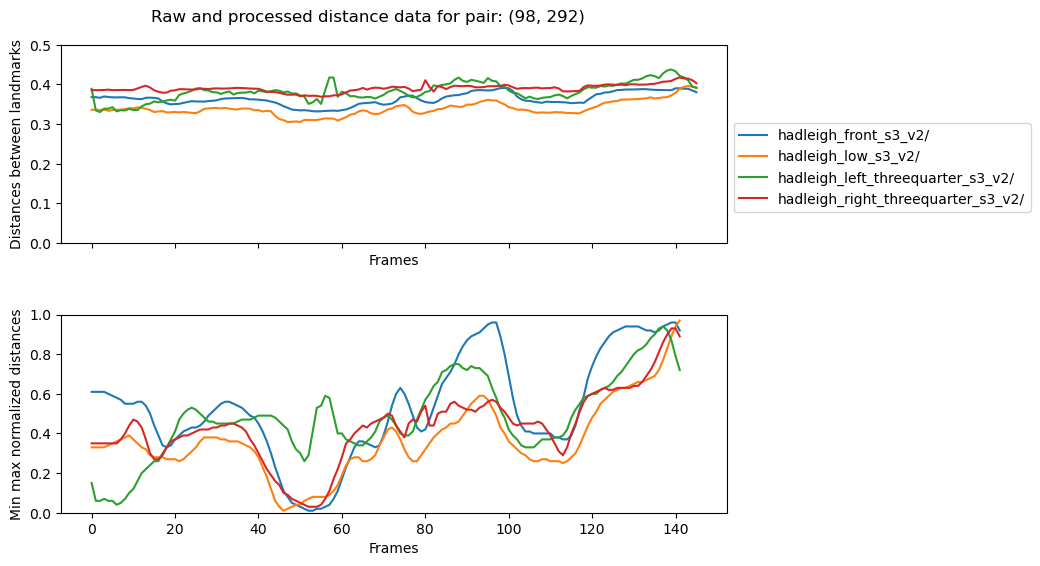 Raw and processed distance data for pair: (98, 292)
Distances between landmarks
0.5
0.4
0.3
0.2
0.1
0.0
Frames
hadleigh_front_s3_v2/
hadleigh_low_s3_v2/
hadleigh_left_threequarter_s3_v2/
hadleigh_right_threequarter_s3_v2/
Min max normalized distances
1.0
0.8
0.6
0.4
0.2
0.0
0 20 40 60 80 100 120 140
Frames